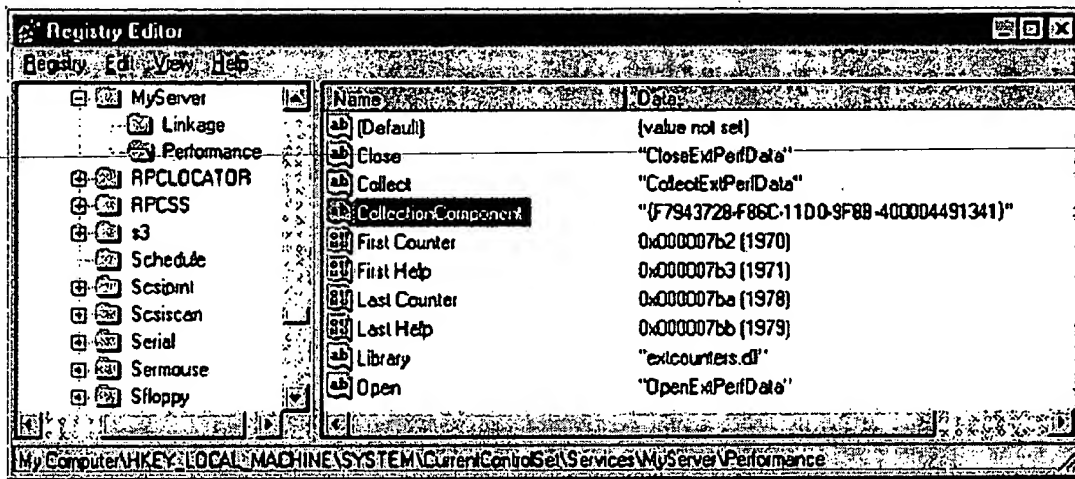 Registry Editor
Registry Edit View Help
MyServer
Linkage
Performance
RPCLOCATOR
RPCSS
s3
Schedule
Scsiprnt
Scsiscan
Serial
Sermouse
Sfloppy
Name Data
(Default) (value not set)
Close "CloseExtPerfData"
Collect "CollectExtPerfData"
CollectionComponent "{F7943728-F86C-11D0-9F8B-400004491341}"
First Counter 0x000007b2 (1970)
First Help 0x000007b3 (1971)
Last Counter 0x000007ba (1978)
Last Help 0x000007bb (1979)
Library "extcounters.dll"
Open "OpenExtPerfData"
My Computer\HKEY_LOCAL_MACHINE\SYSTEM\CurrentControlSet\Services\MyServer\Performance